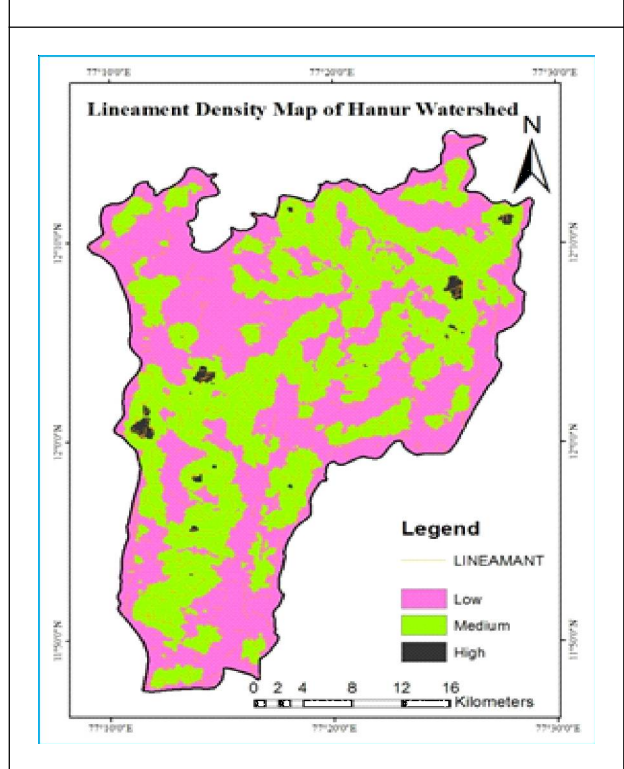 77°10'0"E 77°20'0"E 77°30'0"E
Lineament Density Map of Hanur Watershed
N
12°10'0"N 12°10'0"N
12°0'0"N 12°0'0"N
Legend
LINEAMANT
Low
Medium
High
11°50'0"N 11°50'0"N
0 2 4 8 12 16
Kilometers
77°10'0"E 77°20'0"E 77°30'0"E